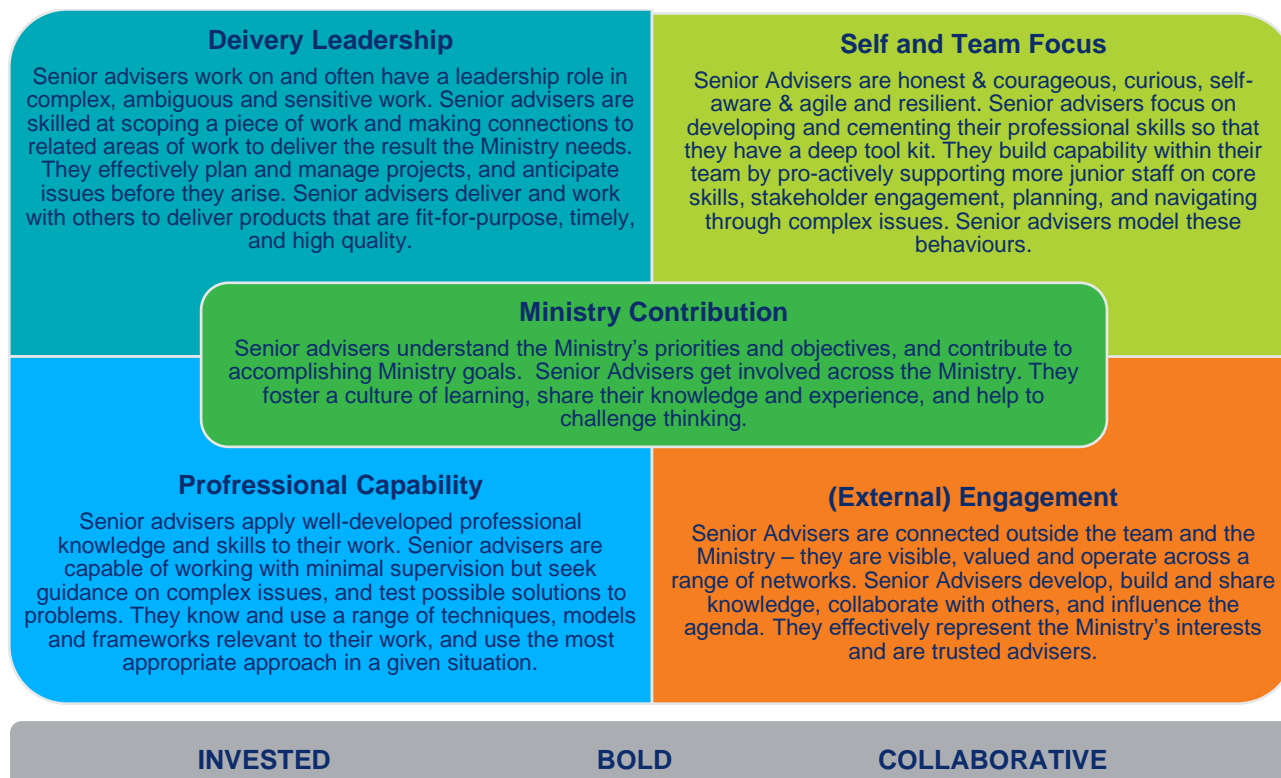 Deivery Leadership
Senior advisers work on and often have a leadership role in
complex, ambiguous and sensitive work. Senior advisers are
skilled at scoping a piece of work and making connections to
related areas of work to deliver the result the Ministry needs.
They effectively plan and manage projects, and anticipate
issues before they arise. Senior advisers deliver and work
with others to deliver products that are fit-for-purpose, timely,
and high quality.
Self and Team Focus
Senior Advisers are honest & courageous, curious, self-
aware & agile and resilient. Senior advisers focus on
developing and cementing their professional skills so that
they have a deep tool kit. They build capability within their
team by pro-actively supporting more junior staff on core
skills, stakeholder engagement, planning, and navigating
through complex issues. Senior advisers model these
behaviours.
Ministry Contribution
Senior advisers understand the Ministry's priorities and objectives, and contribute to
accomplishing Ministry goals.  Senior Advisers get involved across the Ministry. They
foster a culture of learning, share their knowledge and experience, and help to
challenge thinking.
Profressional Capability
Senior advisers apply well-developed professional
knowledge and skills to their work. Senior advisers are
capable of working with minimal supervision but seek
guidance on complex issues, and test possible solutions to
problems. They know and use a range of techniques, models
and frameworks relevant to their work, and use the most
appropriate approach in a given situation.
(External) Engagement
Senior Advisers are connected outside the team and the
Ministry – they are visible, valued and operate across a
range of networks. Senior Advisers develop, build and share
knowledge, collaborate with others, and influence the
agenda. They effectively represent the Ministry's interests
and are trusted advisers.
INVESTED BOLD COLLABORATIVE